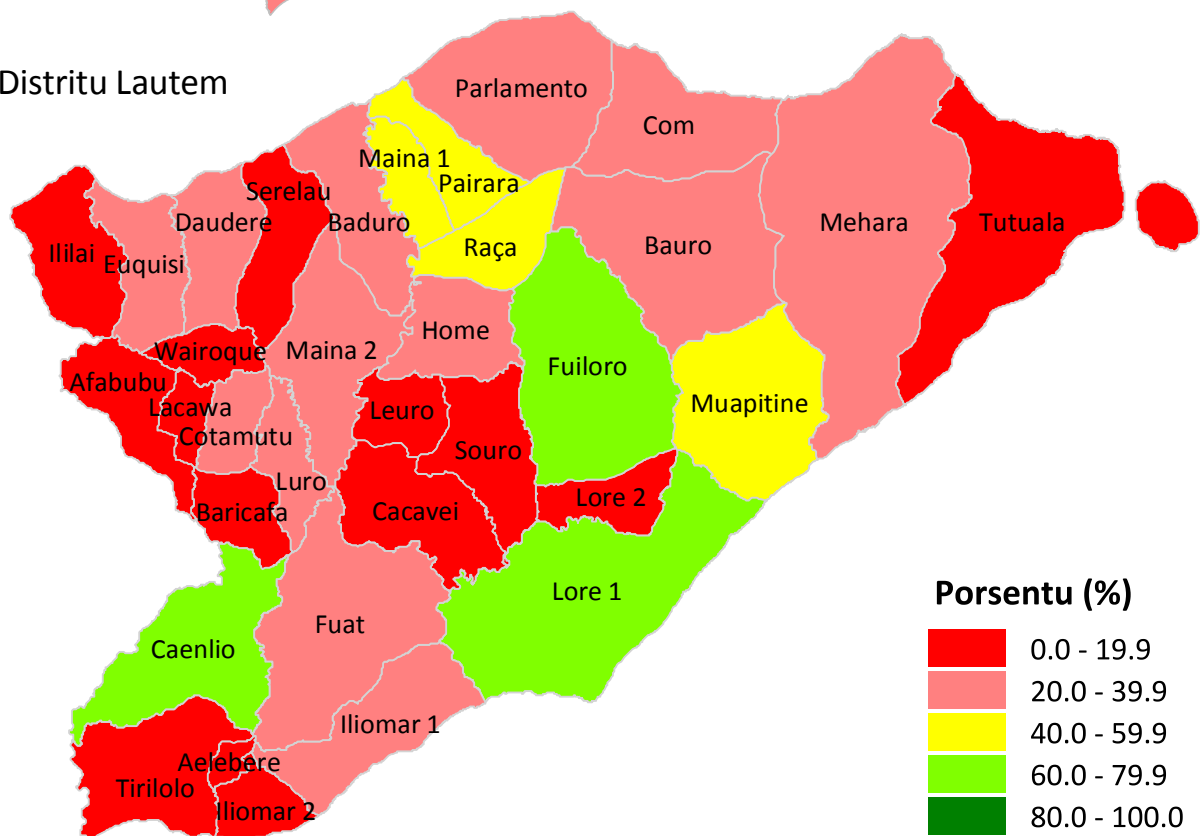 Distritu Lautem
Parlamento
Com
Maina 1
Pairara
Serelau
Daduere
Baduro
Mehara
Tutuala
Raça
Bauro
Ililai
Euquisi
Home
Wairoque
Maina 2
Fuiloro
Afabubu
Lacawa
Leuro
Muapitine
Cotamutu
Souro
Luro
Lore 2
Baricafa
Cacavei
Lore 1
Fuat
Caenlio
Iliomar 1
Aelebere
Tirilolo
Iliomar 2
Porsentu (%)
0.0 - 19.9
20.0 - 39.9
40.0 - 59.9
60.0 - 79.9
80.0 - 100.0